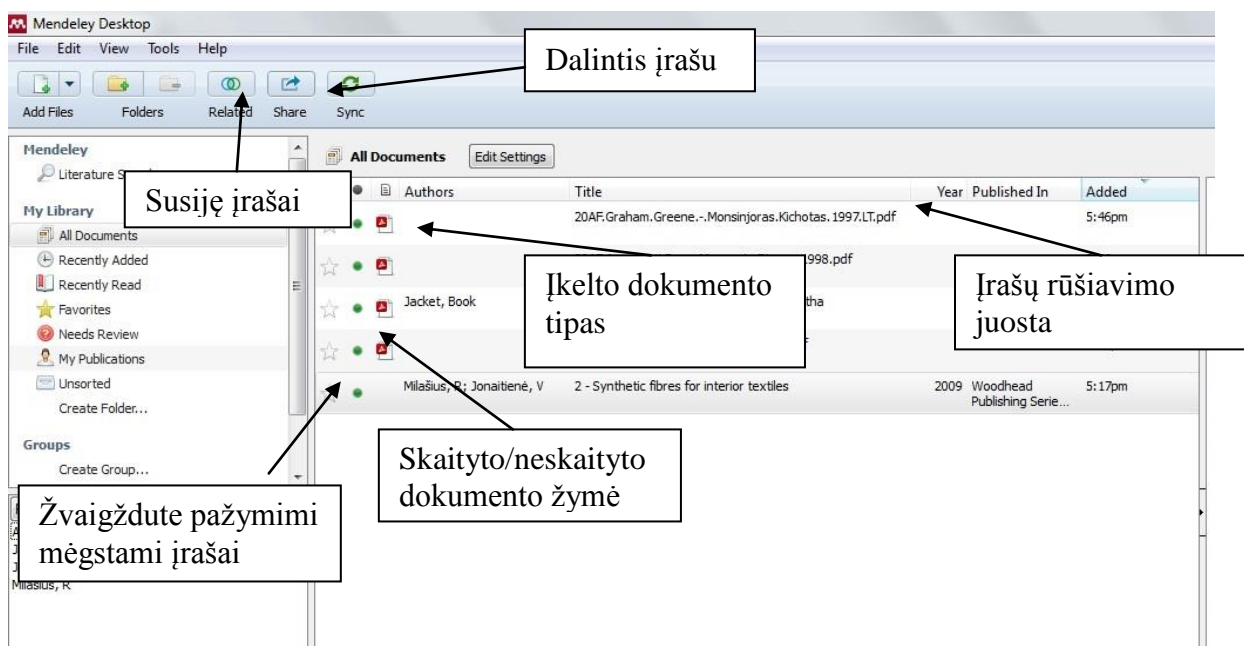 Mendeley Desktop
File Edit View Tools Help
Dalintis įrašu
Add Files Folders Related Share Sync
Mendeley
Literature
All Documents Edit Settings
Susiję įrašai
Authors Title Year Published In Added
My Library
20AF.Graham.Greene.-.Monsinjoras.Kichotas.1997.LT.pdf 5:46pm
All Documents
Recently Added
1998.pdf
Įkelto dokumento
tipas
Įrašų rūšiavimo
juosta
Recently Read
Jacket, Book
Favorites
Needs Review
My Publications
Unsorted
Milašius, R; Jonaitienė, V 2 - Synthetic fibres for interior textiles 2009 Woodhead 5:17pm
Publishing Serie...
Create Folder...
Groups
Create Group...
Skaityto/neskaityto
dokumento žymė
Žvaigždute pažymimi
mėgstami įrašai
Milašius, R